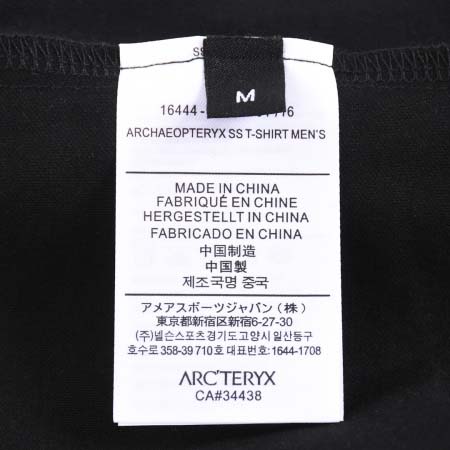 SS
M
16444-
ARCHAEOPTERYX SS T-SHIRT MEN'S
MADE IN CHINA
FABRIQUÉ EN CHINE
HERGESTELLT IN CHINA
FABRICADO EN CHINA
中国制造
中国製
제조국명 중국
アメアスポーツジャパン（株）
東京都新宿区新宿6-27-30
(주)넬슨스포츠경기도고양시일산동구
호수로 358-39 710호 대표번호: 1644-1708
ARC'TERYX
CA#34438